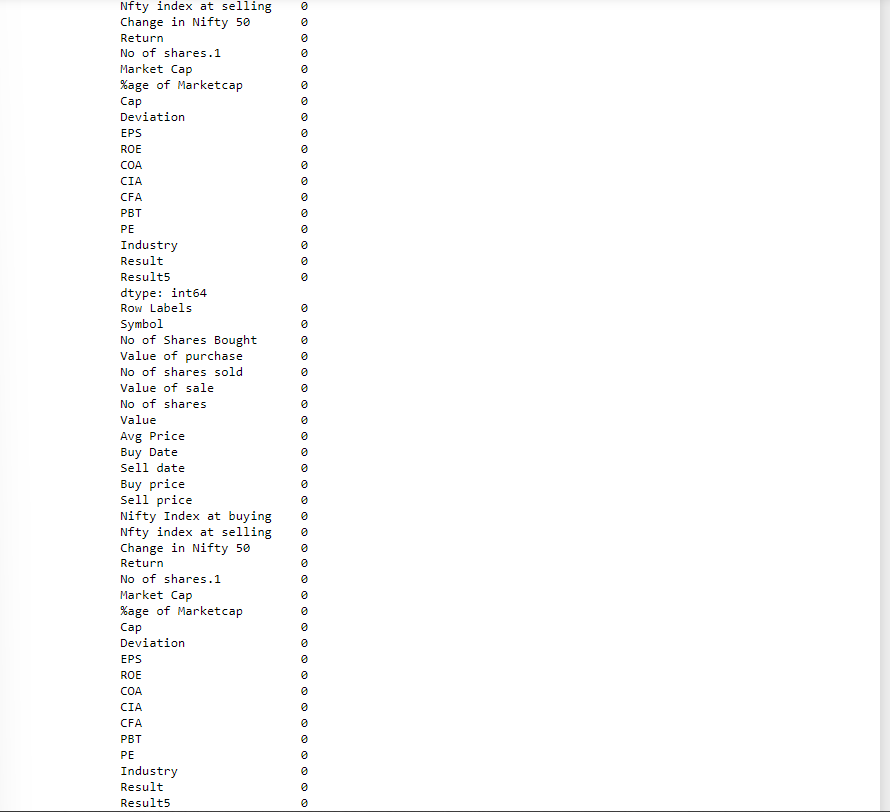 Nfty index at selling 0
Change in Nifty 50 0
Return 0
No of shares.1 0
Market Cap 0
%age of Marketcap 0
Cap 0
Deviation 0
EPS 0
ROE 0
COA 0
CIA 0
CFA 0
PBT 0
PE 0
Industry 0
Result 0
Result5 0
dtype: int64
Row Labels 0
Symbol 0
No of Shares Bought 0
Value of purchase 0
No of shares sold 0
Value of sale 0
No of shares 0
Value 0
Avg Price 0
Buy Date 0
Sell date 0
Buy price 0
Sell price 0
Nifty Index at buying 0
Nfty index at selling 0
Change in Nifty 50 0
Return 0
No of shares.1 0
Market Cap 0
%age of Marketcap 0
Cap 0
Deviation 0
EPS 0
ROE 0
COA 0
CIA 0
CFA 0
PBT 0
PE 0
Industry 0
Result 0
Result5 0